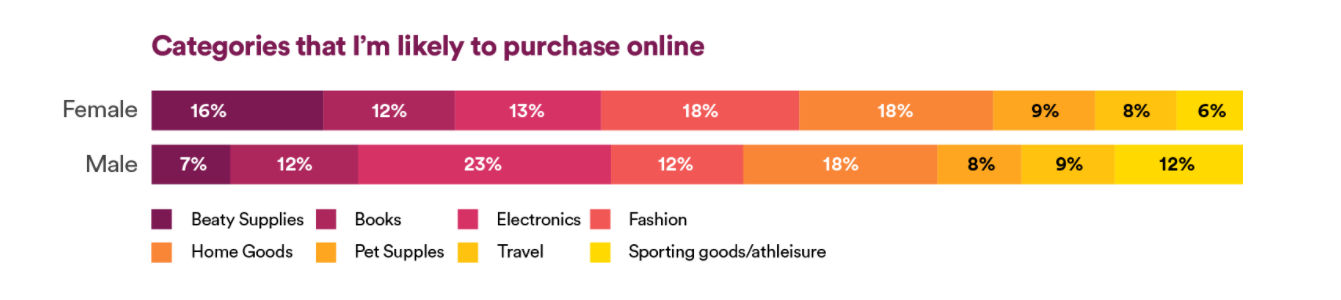 Categories that I'm likely to purchase online
Female 16% 12% 13% 18% 18% 9% 8% 6%
Male 7% 12% 23% 12% 18% 8% 9% 12%
Beaty Supplies Books Electronics Fashion
Home Goods Pet Supples Travel Sporting goods/athleisure